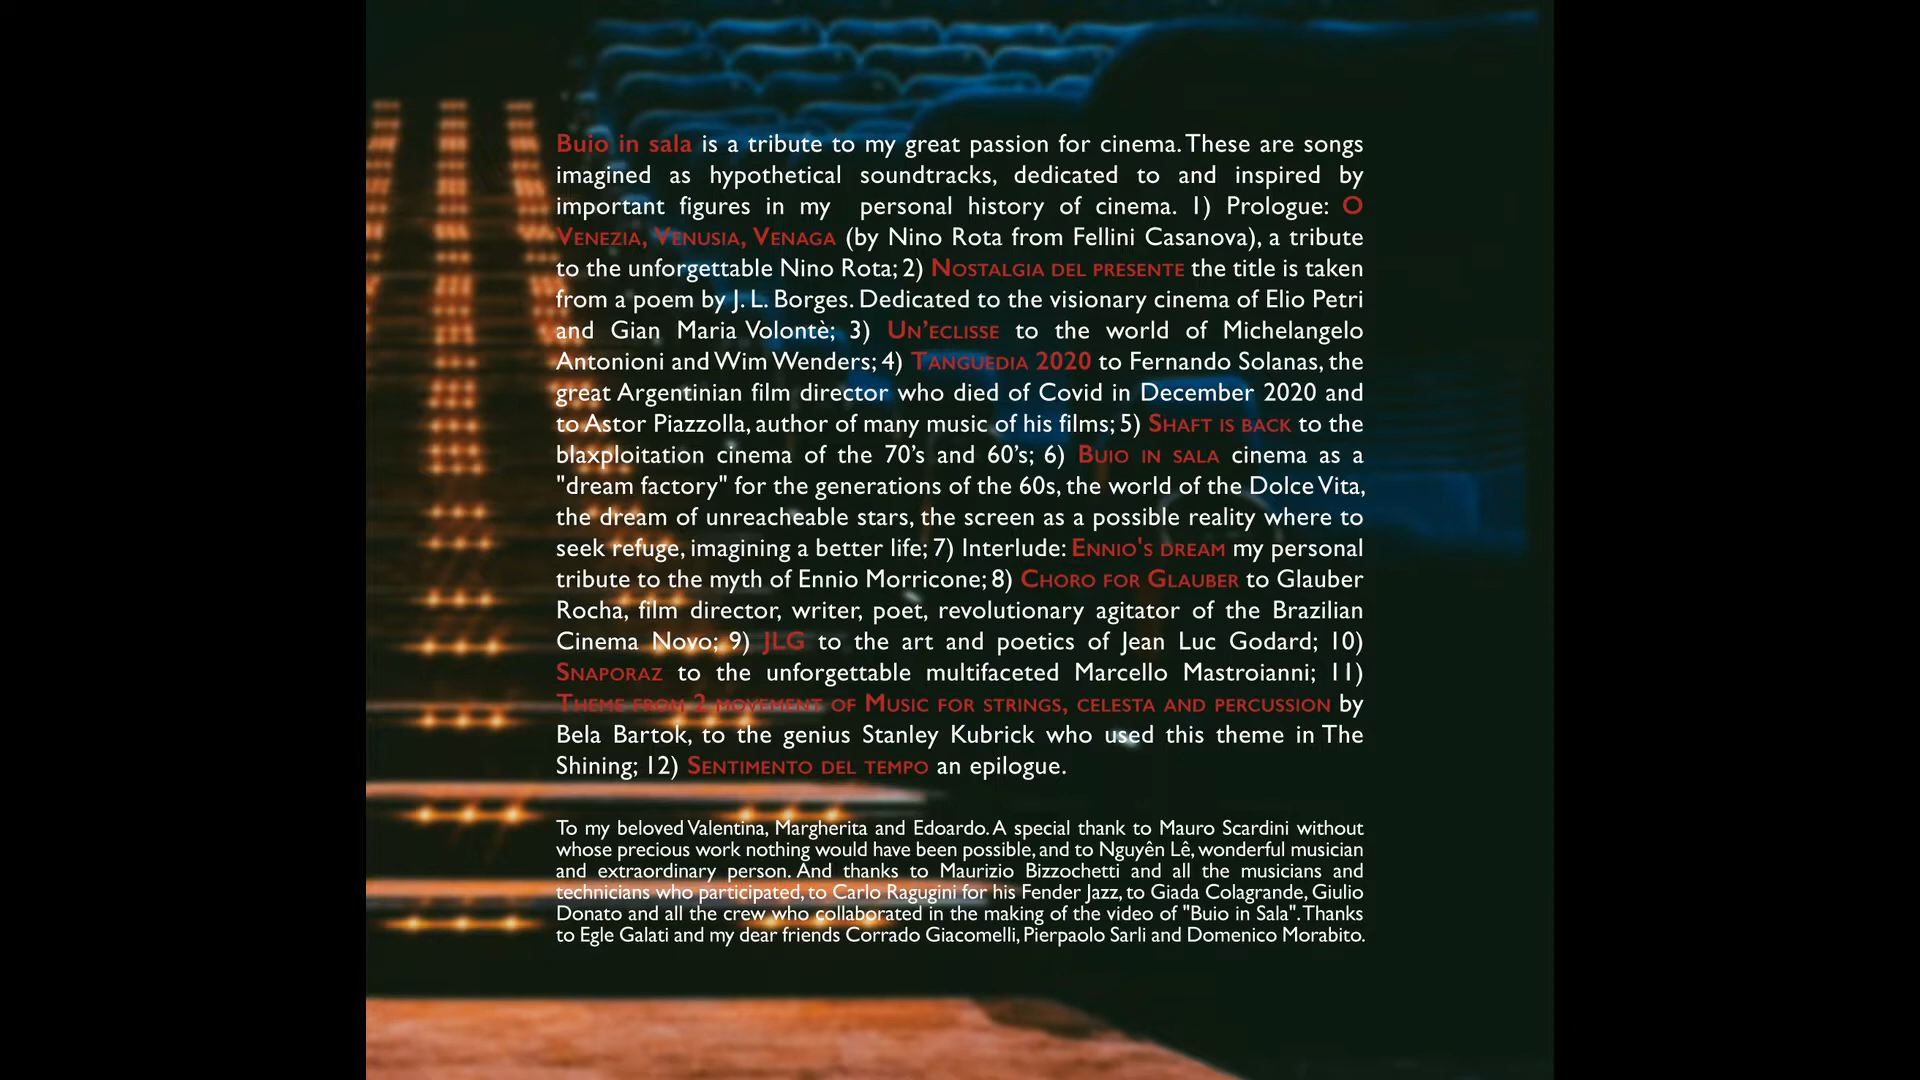 Buio in sala is a tribute to my great passion for cinema. These are songs
imagined as hypothetical soundtracks, dedicated to and inspired by
important figures in my personal history of cinema. 1) Prologue: O
Venezia, Venusia, Venaga (by Nino Rota from Fellini Casanova), a tribute
to the unforgettable Nino Rota; 2) Nostalgia del presente the title is taken
from a poem by J. L. Borges. Dedicated to the visionary cinema of Elio Petri
and Gian Maria Volontè; 3) Un'eclisse to the world of Michelangelo
Antonioni and Wim Wenders; 4) Tanguedia 2020 to Fernando Solanas, the
great Argentinian film director who died of Covid in December 2020 and
to Astor Piazzolla, author of many music of his films; 5) Shaft is back to the
blaxploitation cinema of the 70's and 60's; 6) Buio in sala cinema as a
"dream factory" for the generations of the 60s, the world of the Dolce Vita,
the dream of unreacheable stars, the screen as a possible reality where to
seek refuge, imagining a better life; 7) Interlude: Ennio's dream my personal
tribute to the myth of Ennio Morricone; 8) Choro for Glauber to Glauber
Rocha, film director, writer, poet, revolutionary agitator of the Brazilian
Cinema Novo; 9) JLG to the art and poetics of Jean Luc Godard; 10)
Snaporaz to the unforgettable multifaceted Marcello Mastroianni; 11)
Theme from 2 movement of Music for strings, celesta and percussion by
Bela Bartok, to the genius Stanley Kubrick who used this theme in The
Shining; 12) Sentimento del tempo an epilogue.
To my beloved Valentina, Margherita and Edoardo. A special thank to Mauro Scardini without
whose precious work nothing would have been possible, and to Nguyên Lê, wonderful musician
and extraordinary person. And thanks to Maurizio Bizzochetti and all the musicians and
technicians who participated, to Carlo Ragugini for his Fender Jazz, to Giada Colagrande, Giulio
Donato and all the crew who collaborated in the making of the video of "Buio in Sala". Thanks
to Egle Galati and my dear friends Corrado Giacomelli, Pierpaolo Sarli and Domenico Morabito.